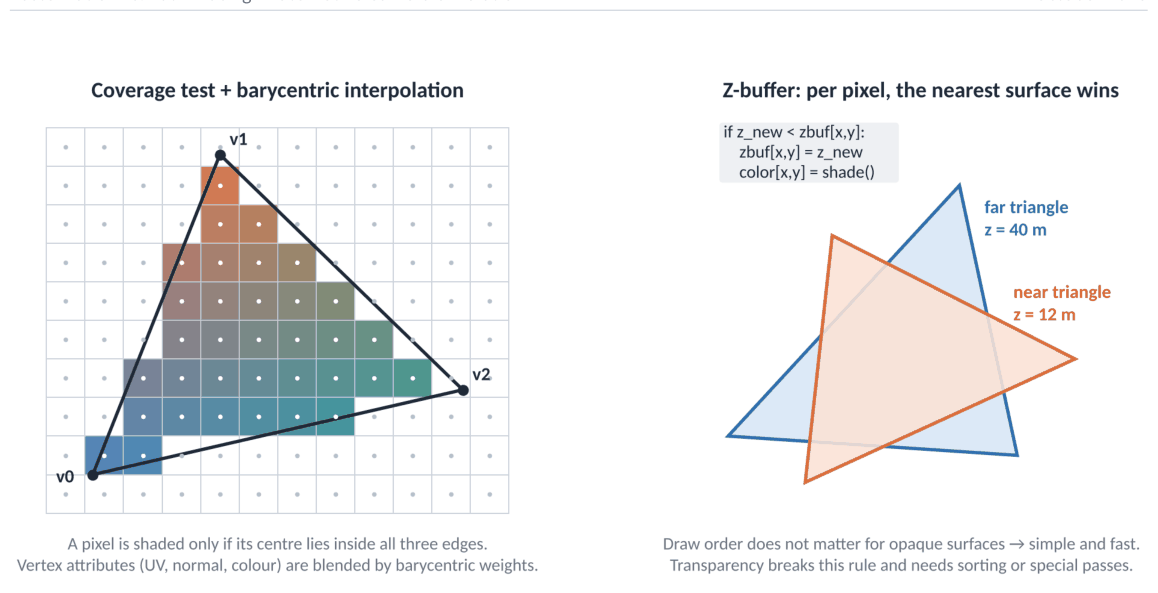 Coverage test + barycentric interpolation
v1
v2
v0
A pixel is shaded only if its centre lies inside all three edges.
Vertex attributes (UV, normal, colour) are blended by barycentric weights.
Z-buffer: per pixel, the nearest surface wins
if z_new < zbuf[x,y]:
zbuf[x,y] = z_new
color[x,y] = shade()
far triangle
z = 40 m
near triangle
z = 12 m
Draw order does not matter for opaque surfaces → simple and fast.
Transparency breaks this rule and needs sorting or special passes.